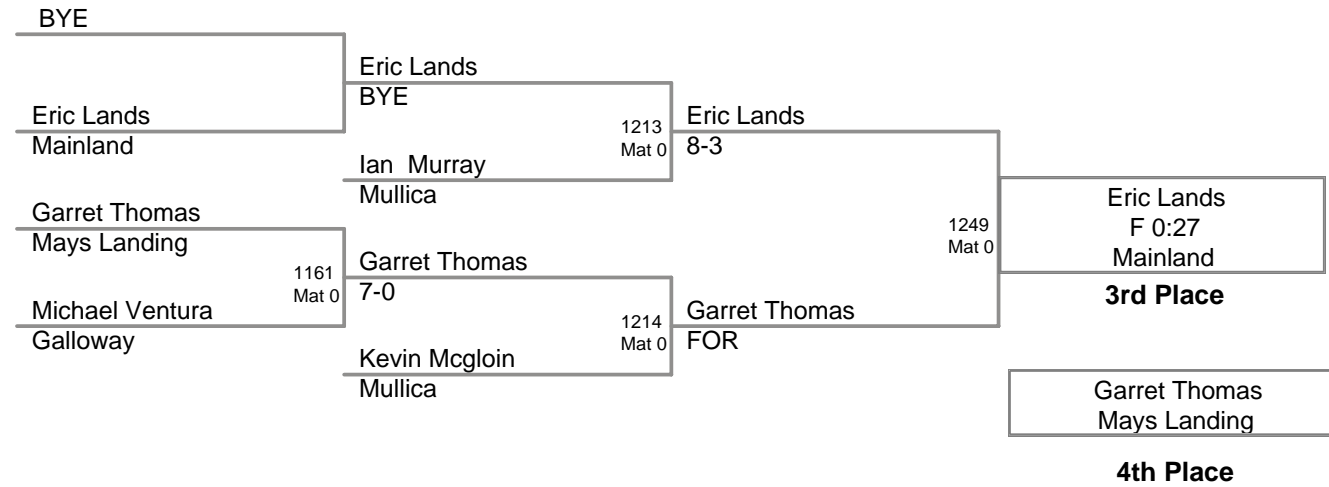 BYE
Eric Lands
Mainland
Garret Thomas
Mays Landing
Michael Ventura
Galloway
1161
Mat 0
Eric Lands
BYE
Ian Murray
Mullica
Garret Thomas
7-0
Kevin Mcgloin
Mullica
1213
Mat 0
1214
Mat 0
Eric Lands
8-3
Garret Thomas
FOR
1249
Mat 0
Eric Lands
F 0:27
Mainland
3rd Place
Garret Thomas
Mays Landing
4th Place